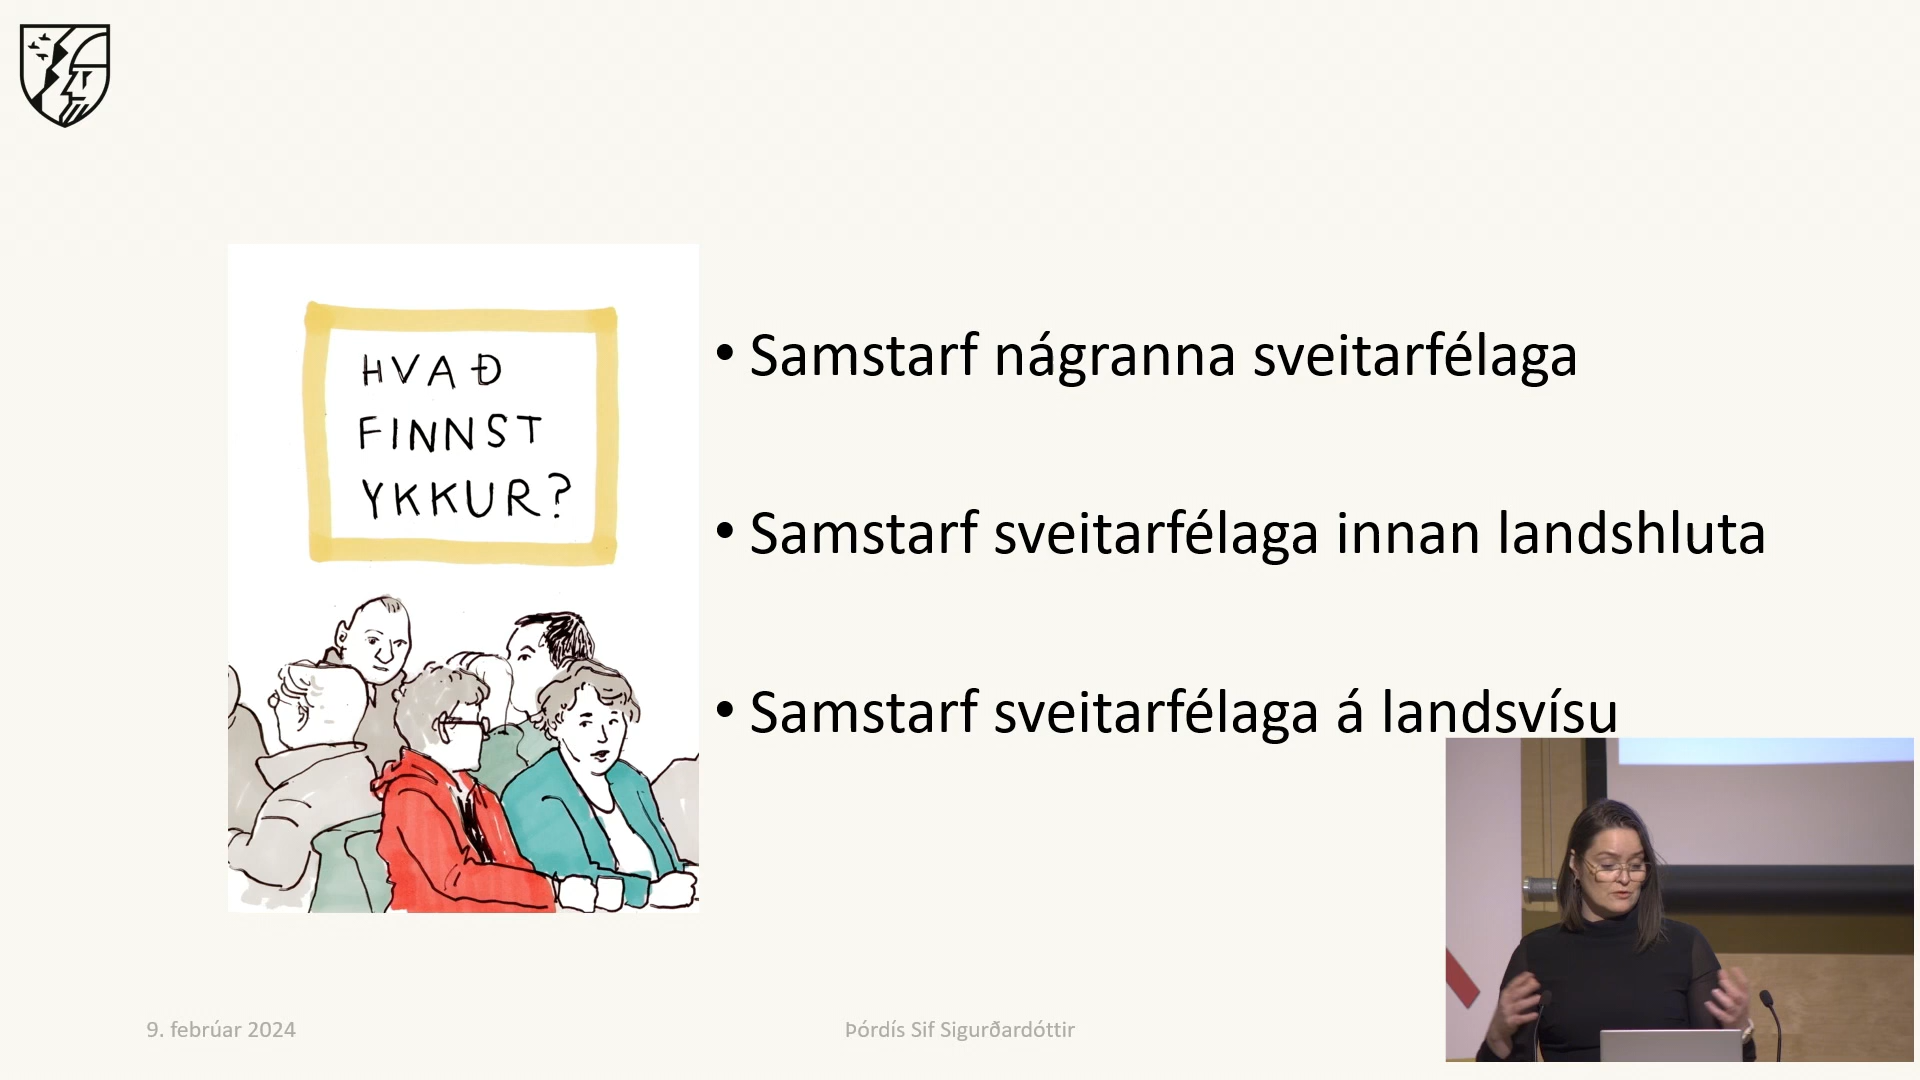 HVAÐ
FINNST
YKKUR?
• Samstarf nágranna sveitarfélaga
• Samstarf sveitarfélaga innan landshluta
• Samstarf sveitarfélaga á landsvísu
9. febrúar 2024
Þórdís Sif Sigurðardóttir